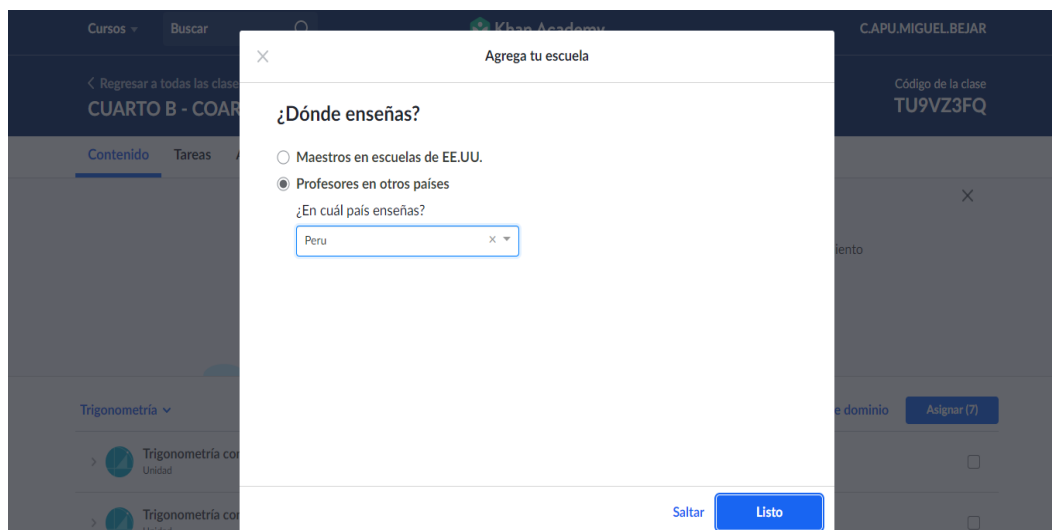 Cursos
Buscar
Khan Academy
C.APU.MIGUEL.BEJAR
Agrega tu escuela
Regresar a todas las clase
CUARTO B - COAR
Código de la clase
TU9VZ3FQ
¿Dónde enseñas?
Contenido
Tareas
Maestros en escuelas de EE.UU.
Profesores en otros países
¿En cuál país enseñas?
Peru
iento
Trigonometría
e dominio
Asignar (7)
Trigonometría con
Unidad
Trigonometría con
Saltar
Listo